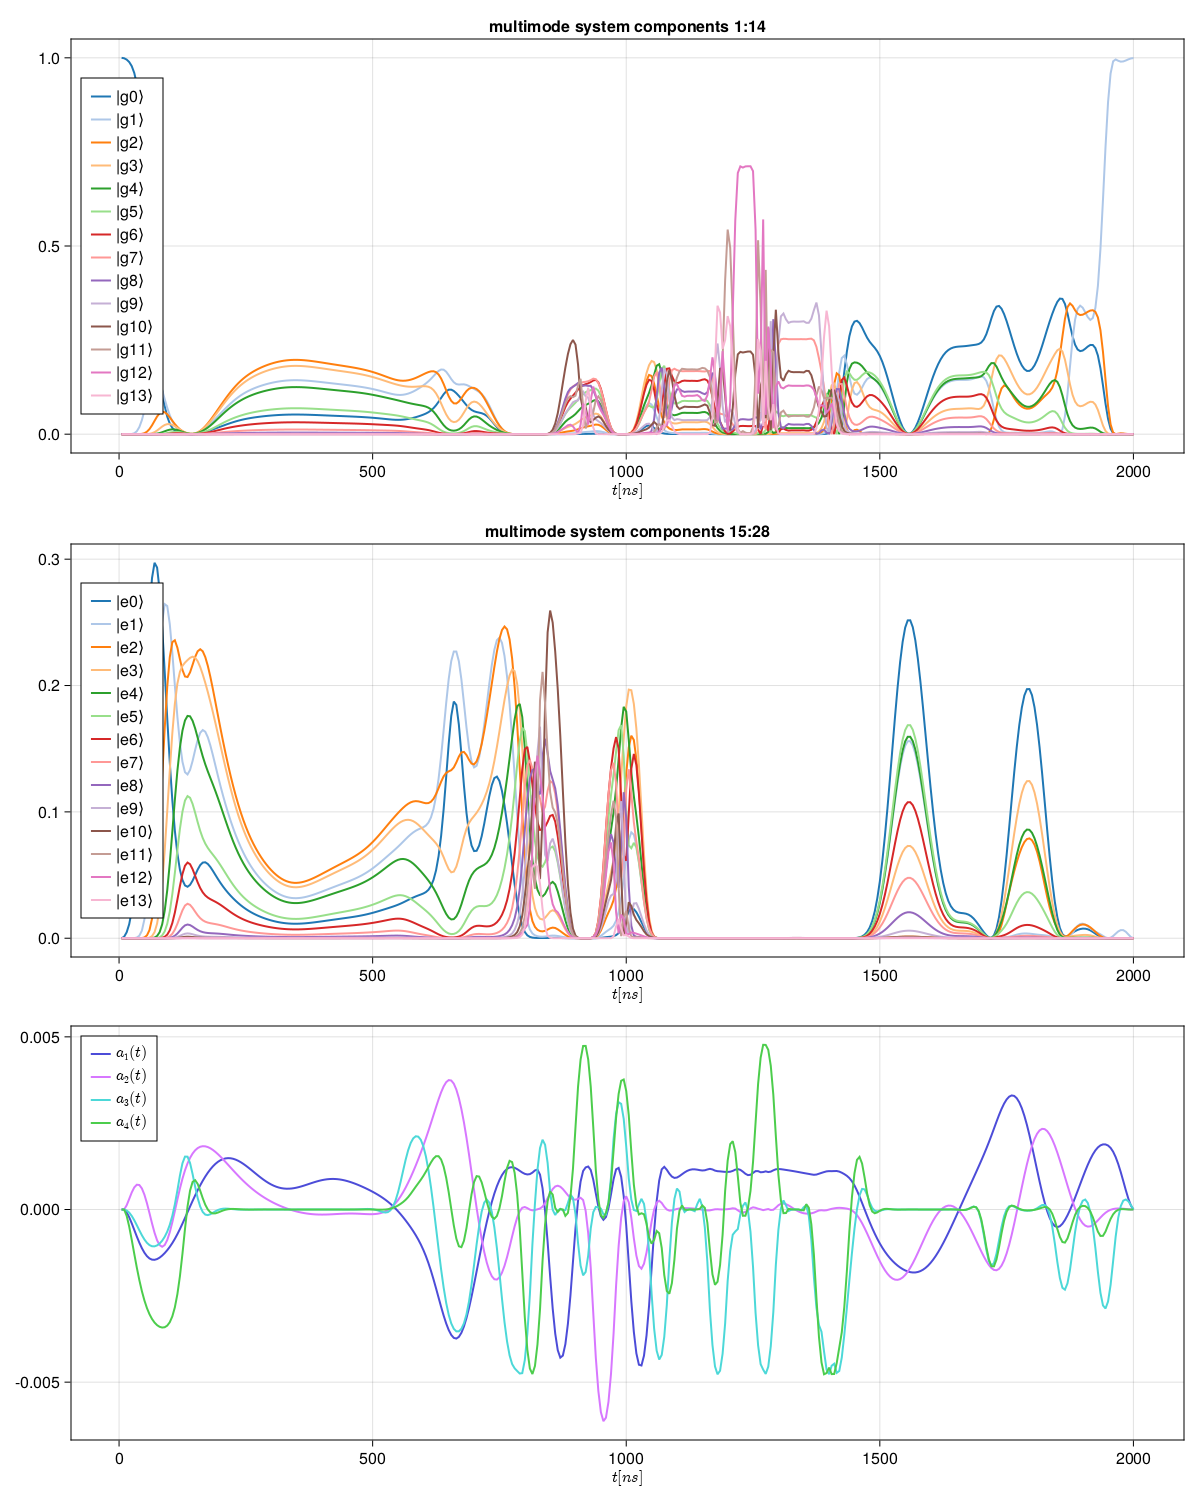 multimode system components 1:14
1.0
0.5
0.0
|g0⟩
|g1⟩
|g2⟩
|g3⟩
|g4⟩
|g5⟩
|g6⟩
|g7⟩
|g8⟩
|g9⟩
|g10⟩
|g11⟩
|g12⟩
|g13⟩
0 500 1000 1500 2000
t[ns]
multimode system components 15:28
0.3
0.2
0.1
0.0
|e0⟩
|e1⟩
|e2⟩
|e3⟩
|e4⟩
|e5⟩
|e6⟩
|e7⟩
|e8⟩
|e9⟩
|e10⟩
|e11⟩
|e12⟩
|e13⟩
0 500 1000 1500 2000
t[ns]
0.005
0.000
-0.005
a₁(t)
a₂(t)
a₃(t)
a₄(t)
0 500 1000 1500 2000
t[ns]